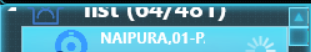 list (64/481)
NAIPURA,01-P.